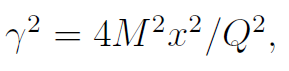 γ² = 4M²x²/Q²,